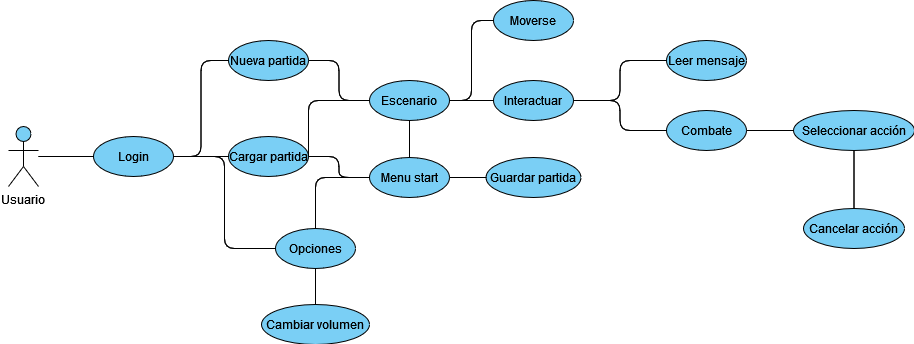 Moverse
Nueva partida
Leer mensaje
Escenario
Interactuar
Combate
Seleccionar acción
Login
Cargar partida
Menu start
Guardar partida
Usuario
Cancelar acción
Opciones
Cambiar volumen